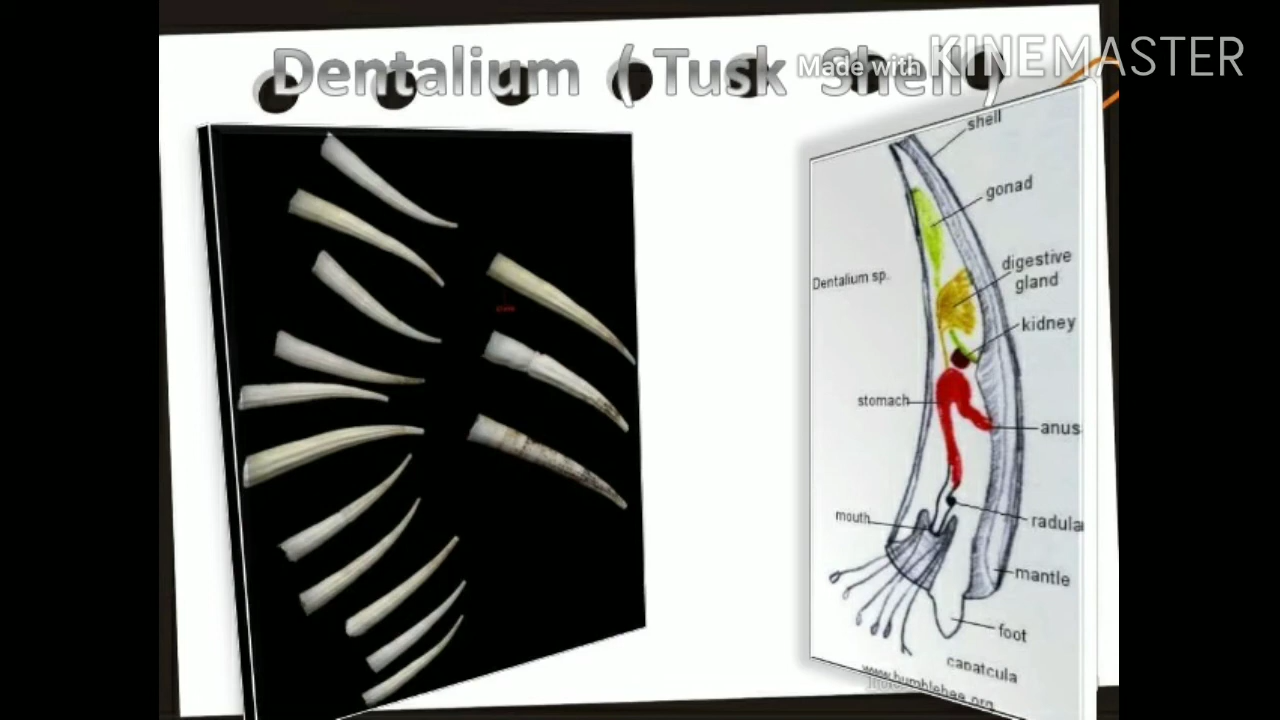 Dentalium ( Tusk Shell )
Made with KINEMASTER
shell
gonad
Dentalium sp.
digestive
gland
kidney
stomach
anus
mouth
radula
mantle
foot
capatcula
www.bumblebee.org